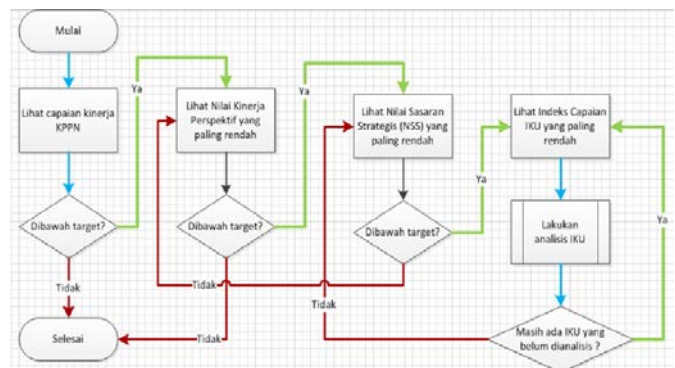 Mulai
Lihat capaian kinerja
KPPN
Dibawah target?
Tidak
Selesai
Ya
Lihat Nilai Kinerja
Perspektif yang
paling rendah
Dibawah target?
Tidak
Ya
Lihat Nilai Sasaran
Strategis (NSS) yang
paling rendah
Dibawah target?
Tidak
Ya
Lihat Indeks Capaian
IKU yang paling
rendah
Lakukan
analisis IKU
Masih ada IKU yang
belum dianalisis ?
Tidak
Ya